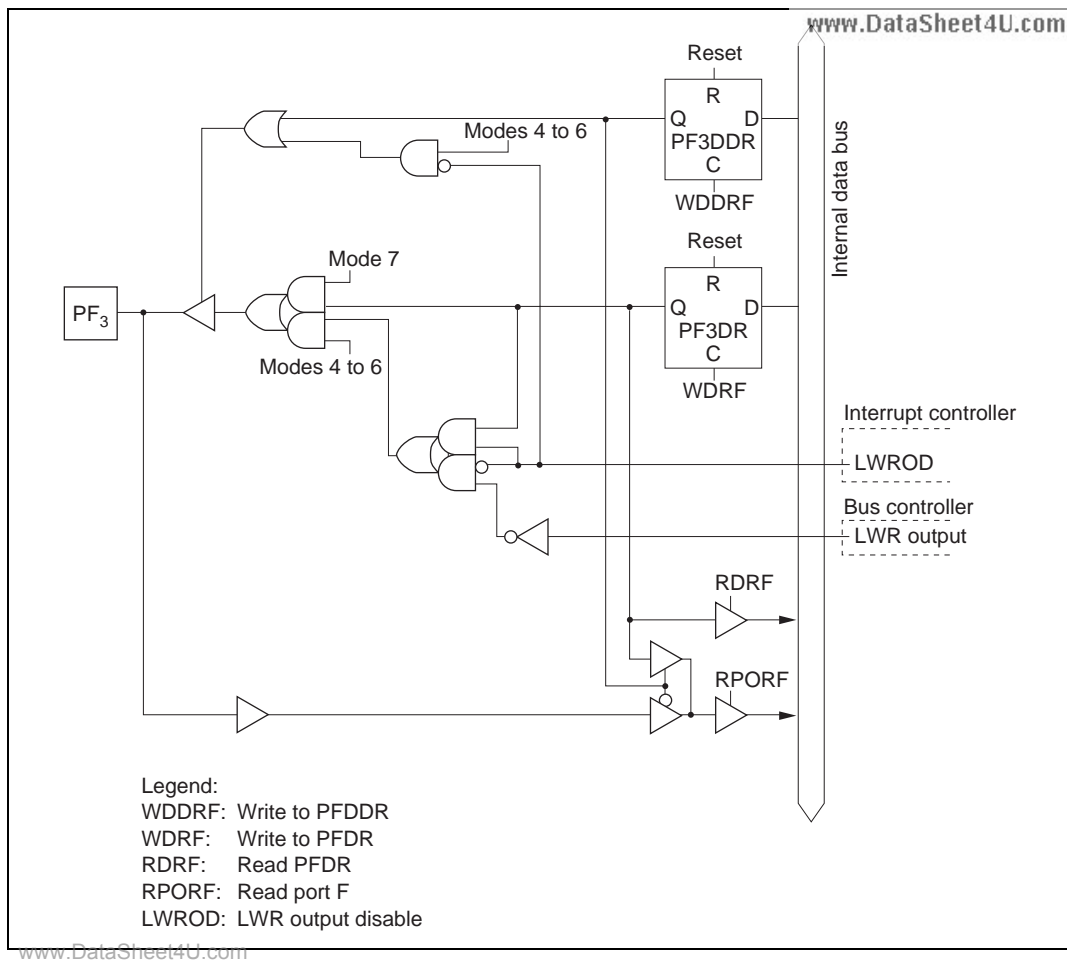 www.DataSheet4U.com
Reset
R
Q D
PF3DDR
C
WDDRF
Modes 4 to 6
Internal data bus
Reset
R
Q D
PF3DR
C
WDRF
Mode 7
PF3
Modes 4 to 6
Interrupt controller
LWROD
Bus controller
LWR output
RDRF
RPORF
Legend:
WDDRF: Write to PFDDR
WDRF: Write to PFDR
RDRF: Read PFDR
RPORF: Read port F
LWROD: LWR output disable
www.DataSheet4U.com